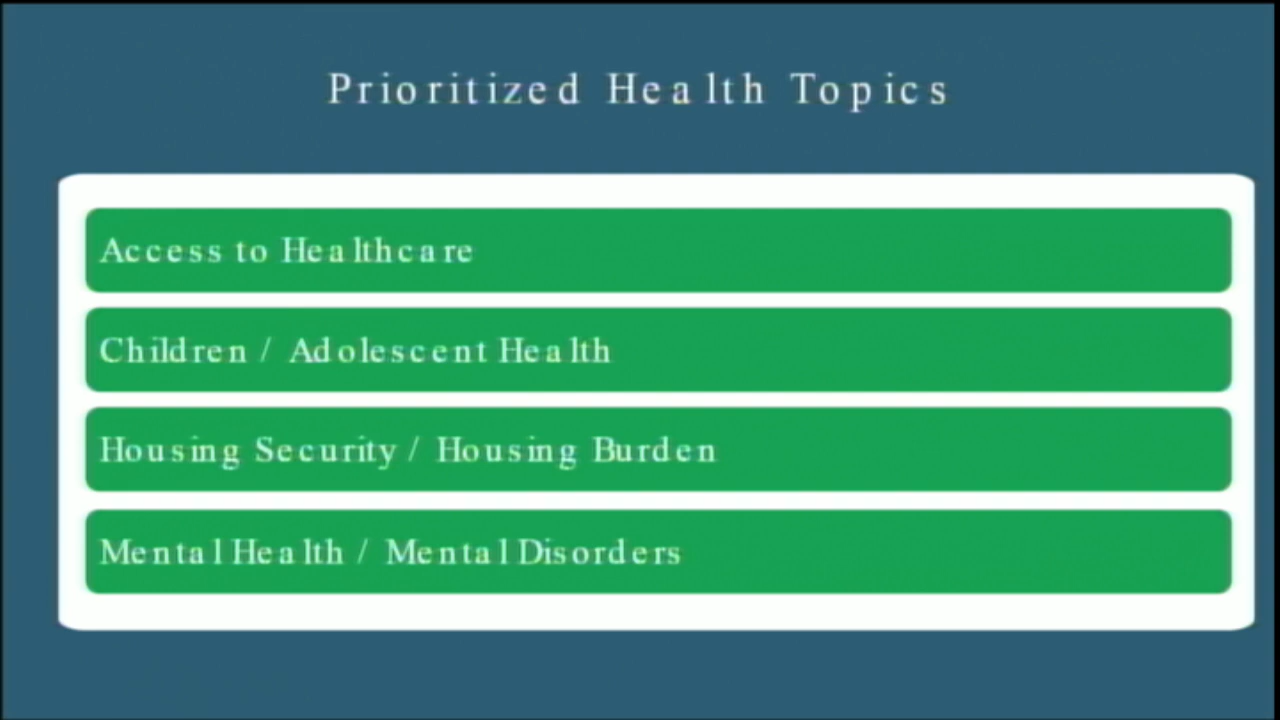 Prioritized Health Topics
Access to Healthcare
Children / Adolescent Health
Housing Security / Housing Burden
Mental Health / Mental Disorders